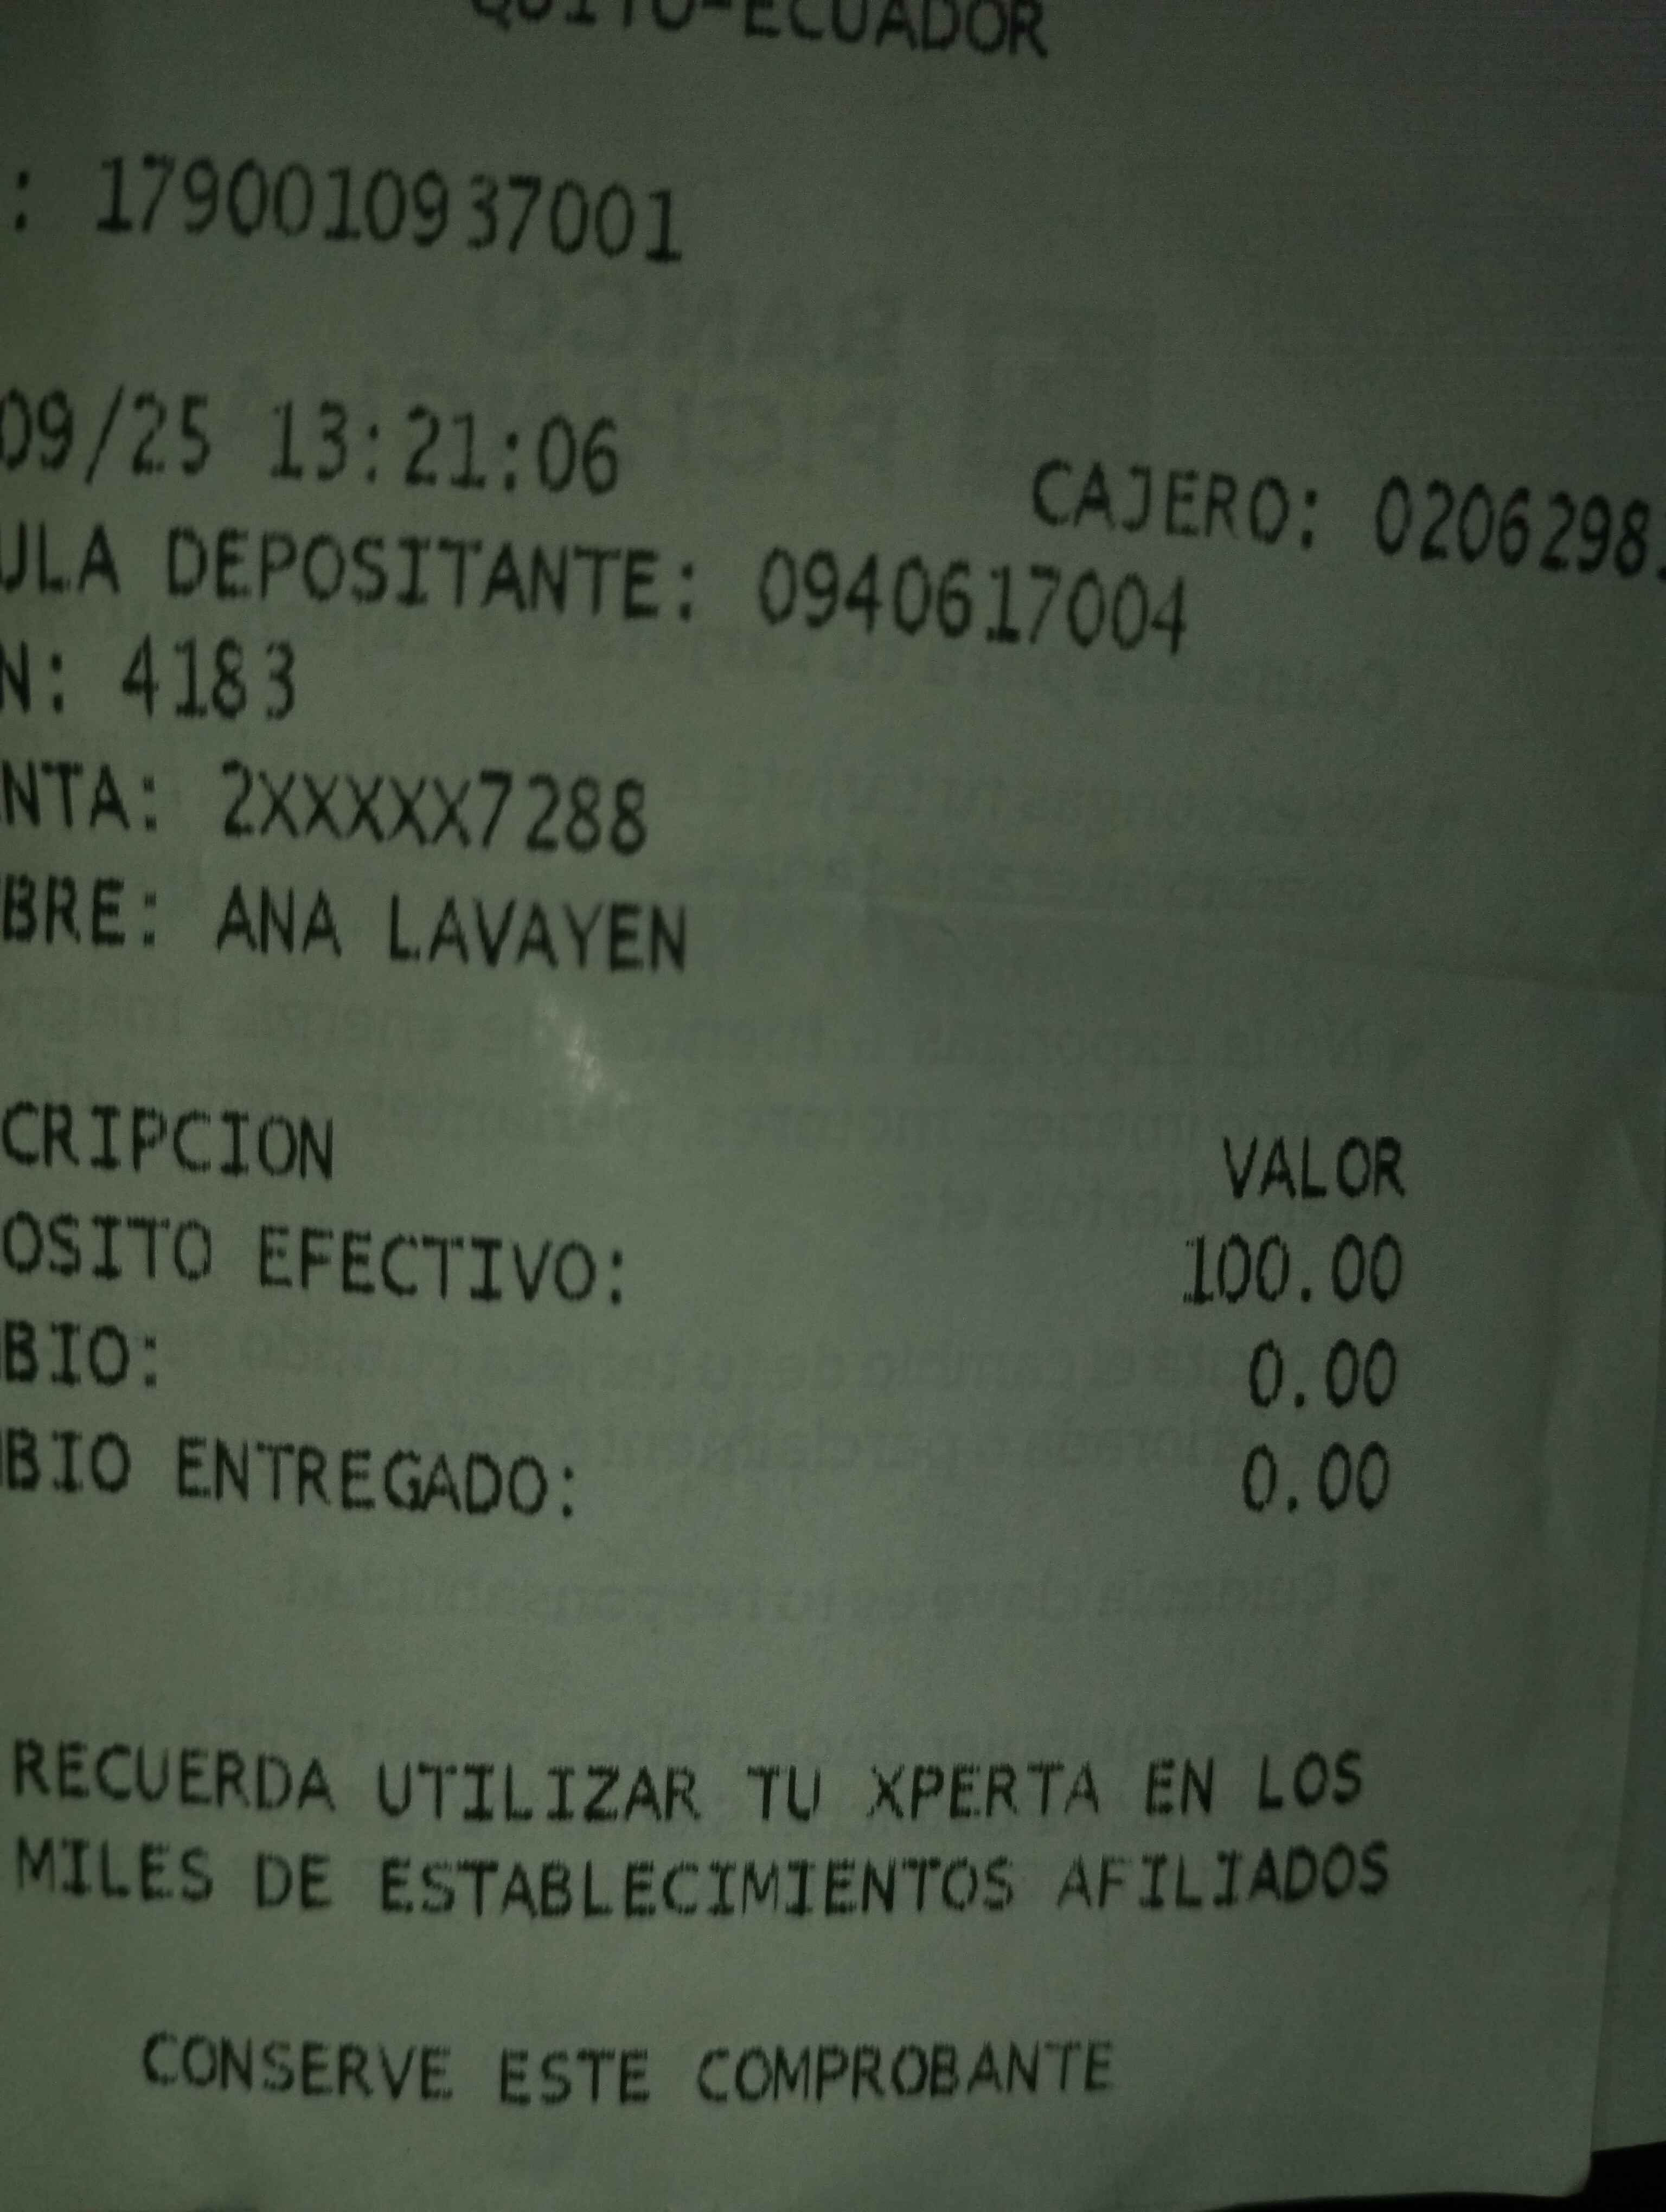 QUITO-ECUADOR
: 1790010937001
09/25 13:21:06 CAJERO: 0206298
ULA DEPOSITANTE: 0940617004
N: 4183
NTA: 2XXXXX7288
BRE: ANA LAVAYEN
CRIPCION VALOR
OSITO EFECTIVO: 100.00
BIO: 0.00
BIO ENTREGADO: 0.00
RECUERDA UTILIZAR TU XPERTA EN LOS
MILES DE ESTABLECIMIENTOS AFILIADOS
CONSERVE ESTE COMPROBANTE